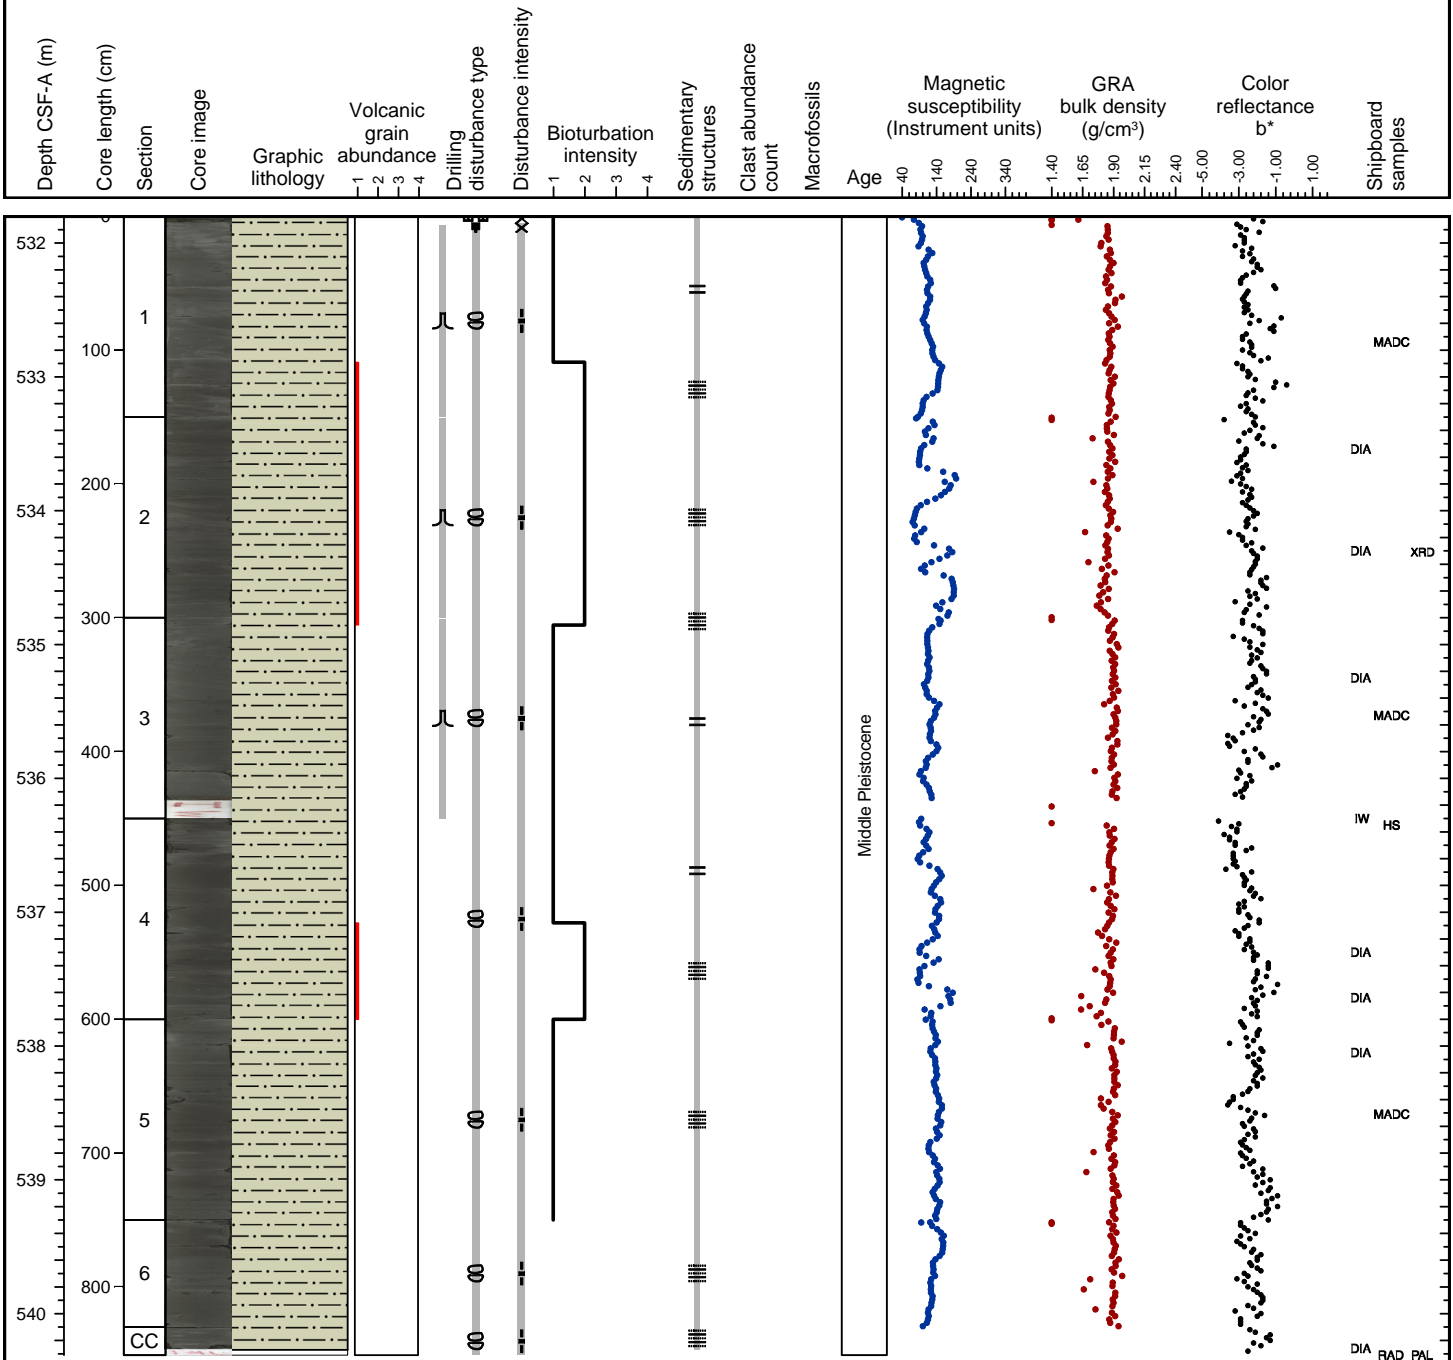 Depth CSF-A (m)
Core length (cm)
Section
Core image
Graphic
lithology
Volcanic
grain
abundance
1 2 3 4
Drilling
disturbance type
Disturbance intensity
Bioturbation
intensity
1 2 3 4
Sedimentary
structures
Clast abundance
count
Macrofossils
Age
Magnetic
susceptibility
(Instrument units)
40 140 240 340
GRA
bulk density
(g/cm³)
1.40 1.65 1.90 2.15 2.40
Color
reflectance
b*
-5.00 -3.00 -1.00 1.00
Shipboard
samples
0
532
1
100
MADC
533
DIA
200
534
2
DIA XRD
300
535
DIA
3
MADC
400
536
Middle Pleistocene
IW HS
500
537
4
DIA
DIA
600
538
DIA
5
MADC
700
539
6
800
540
CC
DIA RAD PAL